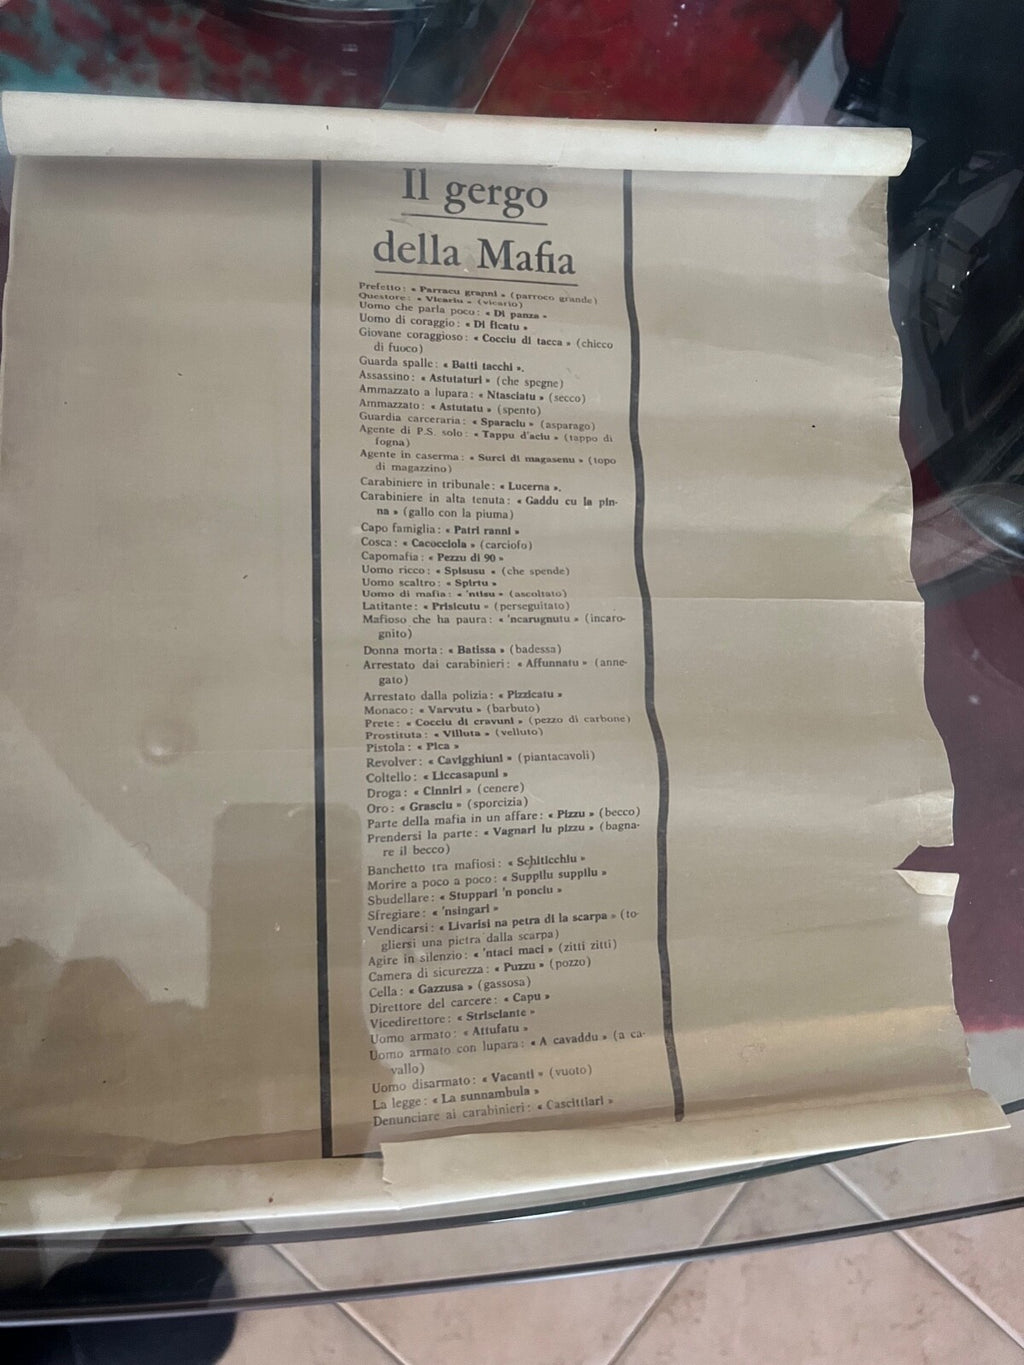 Il gergo
della Mafia
Prefetto: « Parracu granni » (parroco grande)
Questore: « Vicariu » (vicario)
Uomo che parla poco: « Di panza »
Uomo di coraggio: « Di ficatu »
Giovane coraggioso: « Cocciu di tacca » (chicco
di fuoco)
Guarda spalle: « Batti tacchi ».
Assassino: « Astutaturi » (che spegne)
Ammazzato a lupara: « Ntasciatu » (secco)
Ammazzato: « Astutatu » (spento)
Guardia carceraria: « Sparaciu » (asparago)
Agente di P.S. solo: « Tappu d'aciu » (tappo di
fogna)
Agente in caserma: « Surci di magasenu » (topo
di magazzino)
Carabiniere in tribunale: « Lucerna ».
Carabiniere in alta tenuta: « Gaddu cu la pin-
na » (gallo con la piuma)
Capo famiglia: « Patri ranni »
Cosca: « Cacocciola » (carciofo)
Capomafia: « Pezzu di 90 »
Uomo ricco: « Spisusu » (che spende)
Uomo scaltro: « Spirtu »
Uomo di mafia: « 'ntisu » (ascoltato)
Latitante: « Prisicutu » (perseguitato)
Mafioso che ha paura: « 'ncarugnutu » (incaro-
gnito)
Donna morta: « Batissa » (badessa)
Arrestato dai carabinieri: « Affunnatu » (anne-
gato)
Arrestato dalla polizia: « Pizzicatu »
Monaco: « Varvutu » (barbuto)
Prete: « Cocciu di cravuni » (pezzo di carbone)
Prostituta: « Villuta » (velluto)
Pistola: « Pica »
Revolver: « Cavigghiuni » (piantacavoli)
Coltello: « Liccasapuni »
Droga: « Cinniri » (cenere)
Oro: « Grasciu » (sporcizia)
Parte della mafia in un affare: « Pizzu » (becco)
Prendersi la parte: « Vagnari lu pizzu » (bagna-
re il becco)
Banchetto tra mafiosi: « Schiticchiu »
Morire a poco a poco: « Suppilu suppilu »
Sbudellare: « Stuppari 'n ponciu »
Sfregiare: « 'nsingari »
Vendicarsi: « Livarisi na petra di la scarpa » (to-
gliersi una pietra dalla scarpa)
Agire in silenzio: « 'ntaci maci » (zitti zitti)
Camera di sicurezza: « Puzzu » (pozzo)
Cella: « Gazzusa » (gassosa)
Direttore del carcere: « Capu »
Vicedirettore: « Strisciante »
Uomo armato: « Attufatu »
Uomo armato con lupara: « A cavaddu » (a ca-
vallo)
Uomo disarmato: « Vacanti » (vuoto)
La legge: « La sunnambula »
Denunciare ai carabinieri: « Cascittiari »